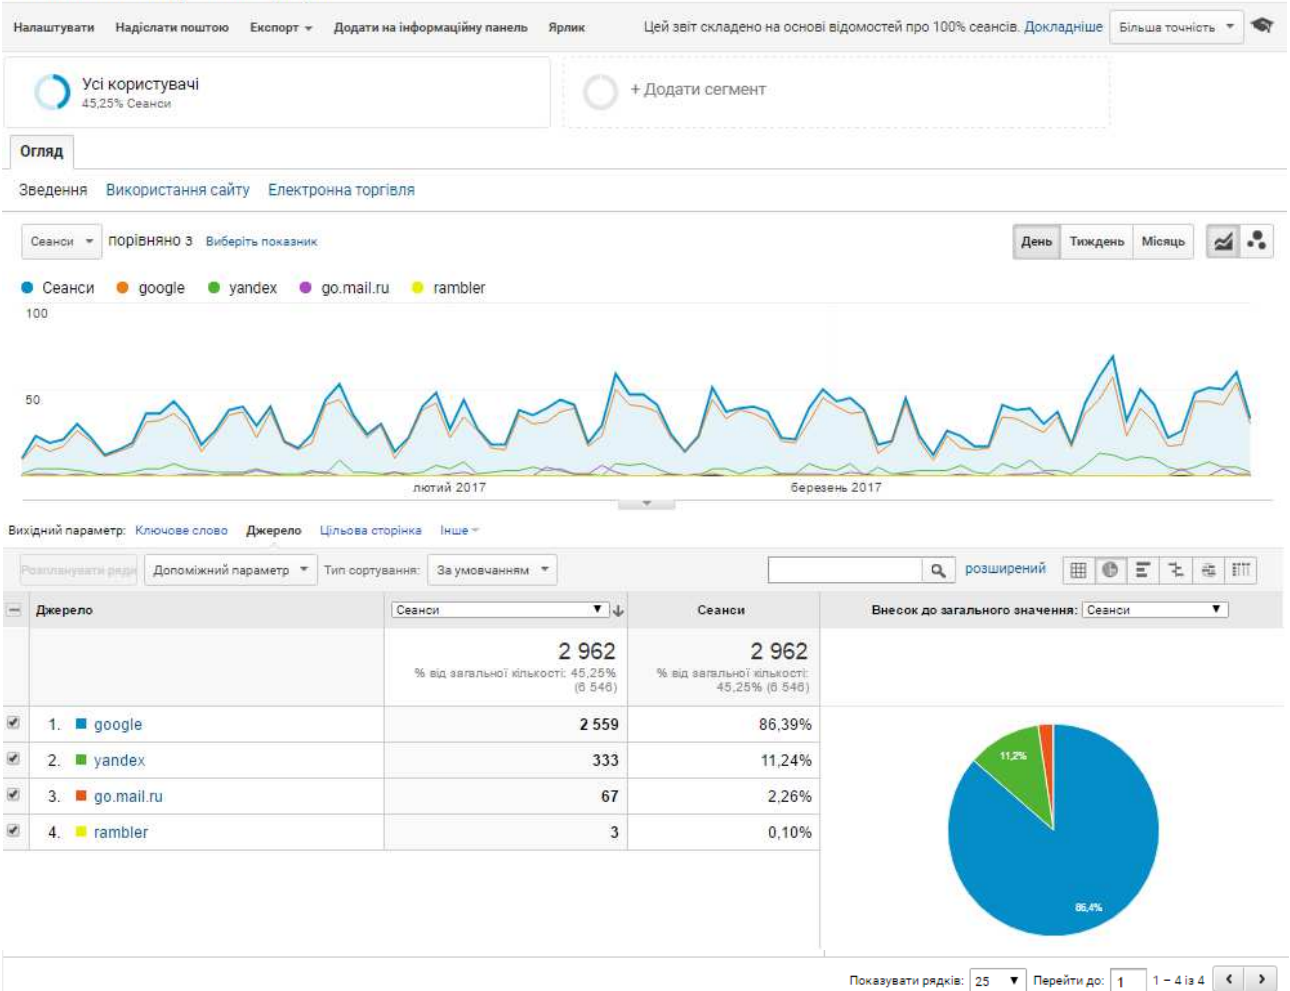 Налаштувати Надіслати поштою Експорт Додати на інформаційну панель Ярлик Цей звіт складено на основі відомостей про 100% сеансів. Докладніше Більша точність
Усі користувачі
45,25% Сеанси
+ Додати сегмент
Огляд
Зведення Використання сайту Електронна торгівля
Сеанси порівняно з Виберіть показник День Тиждень Місяць
Сеанси google yandex go.mail.ru rambler
100
50
лютий 2017 березень 2017
Вихідний параметр: Ключове слово Джерело Цільова сторінка Інше
Розпланувати ряди Допоміжний параметр Тип сортування: За умовчанням розширений
Джерело Сеанси Сеанси Внесок до загального значення: Сеанси
2 962 2 962
% від загальної кількості: 45,25% (6 546) % від загальної кількості: 45,25% (6 546)
1. google 2 559 86,39%
2. yandex 333 11,24%
3. go.mail.ru 67 2,26%
4. rambler 3 0,10%
11,2%
86,4%
Показувати рядків: 25 Перейти до: 1 1 – 4 із 4